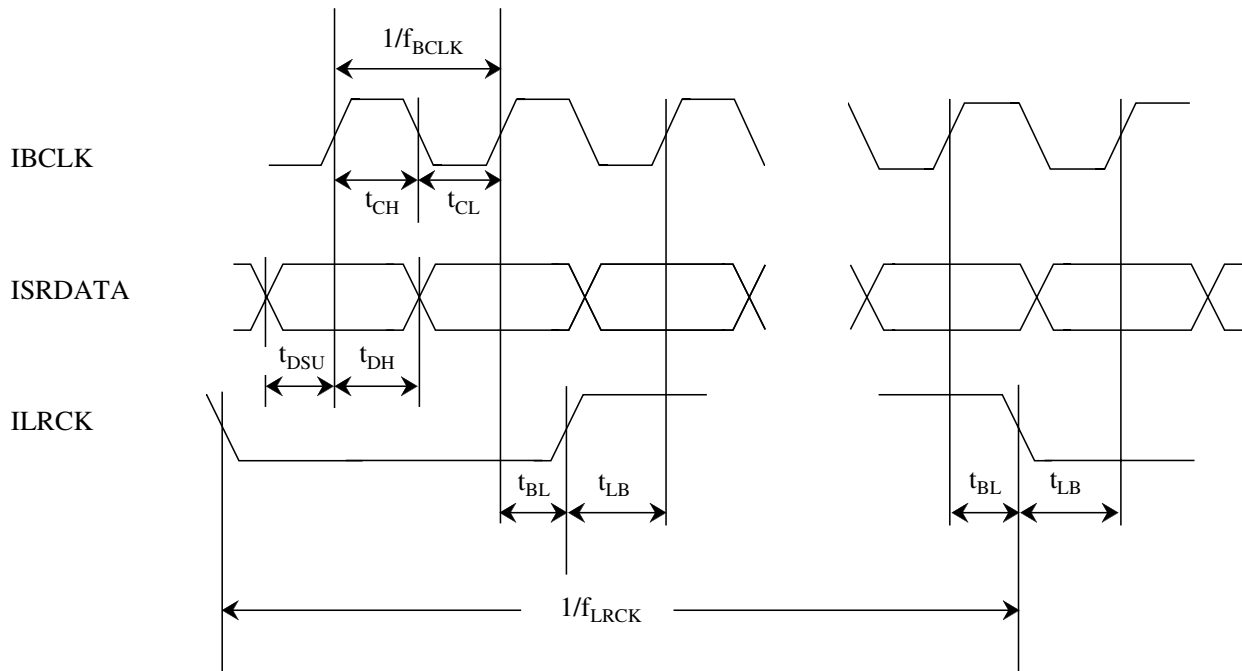 1/fBCLK
IBCLK
tCH tCL
ISRDATA
tDSU tDH
ILRCK
tBL tLB tBL tLB
1/fLRCK